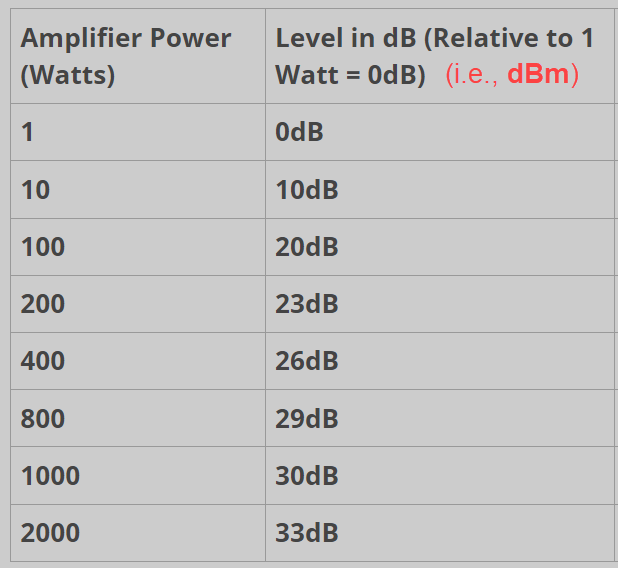 Amplifier Power
(Watts)
Level in dB (Relative to 1
Watt = 0dB) (i.e., dBm)
1
0dB
10
10dB
100
20dB
200
23dB
400
26dB
800
29dB
1000
30dB
2000
33dB